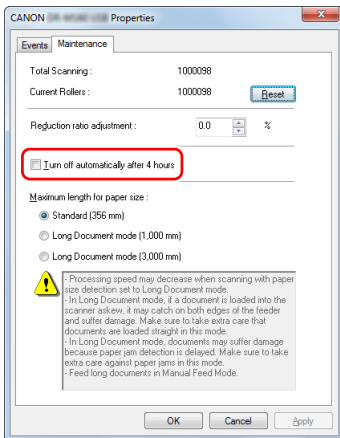 CANON Properties
Events
Maintenance
Total Scanning : 1000098
Current Rollers : 1000098 Reset
Reduction ratio adjustment : 0.0 %
Turn off automatically after 4 hours
Maximum length for paper size :
Standard (356 mm)
Long Document mode (1,000 mm)
Long Document mode (3,000 mm)
- Processing speed may decrease when scanning with paper
size detection set to Long Document mode.
- In Long Document mode, if a document is loaded into the
scanner askew, it may catch on both edges of the feeder
and suffer damage. Make sure to take extra care that
documents are loaded straight in this mode.
- In Long Document mode, documents may suffer damage
because paper jam detection is delayed. Make sure to take
extra care against paper jams in this mode.
- Feed long documents in Manual Feed Mode.
OK Cancel Apply